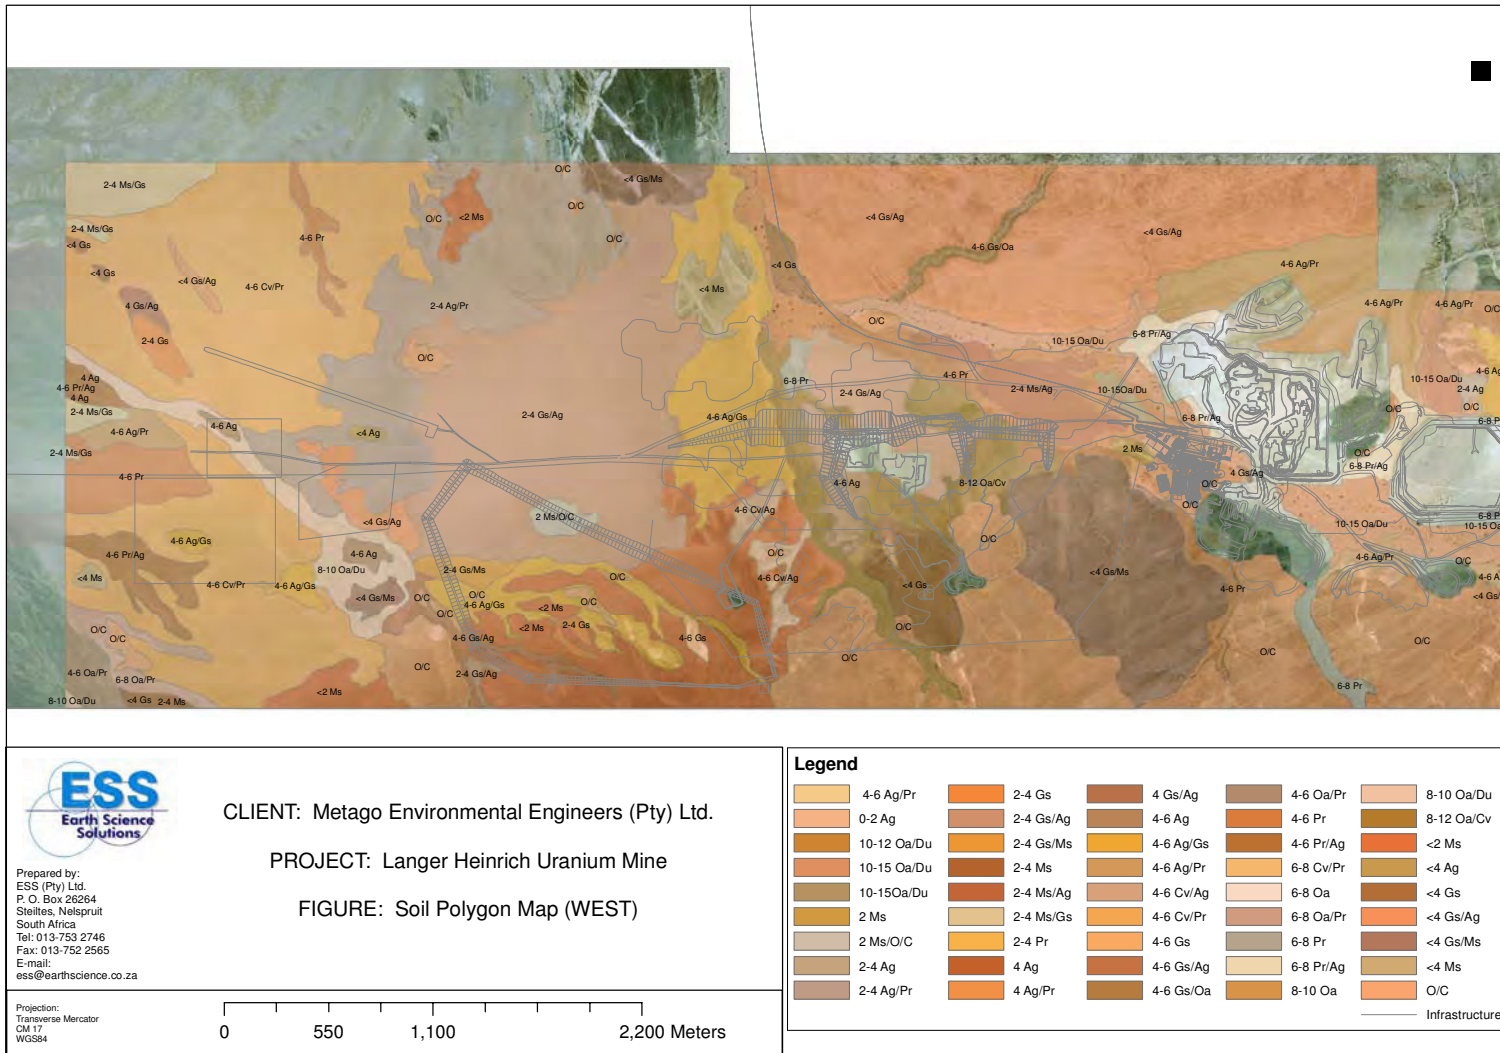 O/C
<4 Gs/Ms
2-4 Ms/Gs
O/C
O/C
<2 Ms
<4 Gs/Ag
2-4 Ms/Gs
4-6 Pr
O/C
<4 Gs/Ag
<4 Gs
4-6 Gs/Oa
<4 Gs
<4 Gs
4-6 Ag/Pr
<4 Gs/Ag
4-6 Cv/Pr
<4 Ms
4 Gs/Ag
2-4 Ag/Pr
4-6 Ag/Pr
4-6 Ag/Pr
O/C
O/C
6-8 Pr/Ag
2-4 Gs
10-15 Oa/Du
O/C
4 Ag
6-8 Pr
4-6 Pr
4-6 Ag
4-6 Pr/Ag
2-4 Gs/Ag
2-4 Ms/Ag
10-15Oa/Du
10-15 Oa/Du
2-4 Ag
4 Ag
2-4 Ms/Gs
2-4 Gs/Ag
4-6 Ag/Gs
6-8 Pr/Ag
O/C
O/C
4-6 Ag
6-8 P
4-6 Ag/Pr
<4 Ag
2-4 Ms/Gs
2 Ms
O/C
6-8 Pr/Ag
4-6 Pr
4 Gs/Ag
4-6 Ag
8-12 Oa/Cv
O/C
O/C
4-6 Cv/Ag
2 Ms/O/C
<4 Gs/Ag
6-8 P
10-15 Oa/Du
10-15 Oa
4-6 Ag/Gs
O/C
4-6 Pr/Ag
4-6 Ag
O/C
4-6 Ag/Pr
O/C
8-10 Oa/Du
2-4 Gs/Ms
<4 Gs/Ms
<4 Ms
4-6 Cv/Pr
4-6 Ag/Gs
O/C
4-6 Cv/Ag
<4 Gs
4-6 A
4-6 Pr
<4 Gs/Ms
O/C
O/C
4-6 Ag/Gs
<2 Ms
O/C
<4 Gs/
O/C
O/C
<2 Ms
2-4 Gs
O/C
O/C
4-6 Gs/Ag
4-6 Gs
O/C
O/C
O/C
4-6 Oa/Pr
6-8 Oa/Pr
O/C
2-4 Gs/Ag
6-8 Pr
<2 Ms
8-10 Oa/Du
<4 Gs
2-4 Ms
ESS
Earth Science
Solutions
Prepared by:
ESS (Pty) Ltd.
P. O. Box 26264
Steiltes, Nelspruit
South Africa
Tel: 013-753 2746
Fax: 013-752 2565
E-mail:
ess@earthscience.co.za
CLIENT: Metago Environmental Engineers (Pty) Ltd.
PROJECT: Langer Heinrich Uranium Mine
FIGURE: Soil Polygon Map (WEST)
Projection:
Transverse Mercator
CM 17
WGS84
0 550 1,100 2,200 Meters
Legend
4-6 Ag/Pr
0-2 Ag
10-12 Oa/Du
10-15 Oa/Du
10-15Oa/Du
2 Ms
2 Ms/O/C
2-4 Ag
2-4 Ag/Pr
2-4 Gs
2-4 Gs/Ag
2-4 Gs/Ms
2-4 Ms
2-4 Ms/Ag
2-4 Ms/Gs
2-4 Pr
4 Ag
4 Ag/Pr
4 Gs/Ag
4-6 Ag
4-6 Ag/Gs
4-6 Ag/Pr
4-6 Cv/Ag
4-6 Cv/Pr
4-6 Gs
4-6 Gs/Ag
4-6 Gs/Oa
4-6 Oa/Pr
4-6 Pr
4-6 Pr/Ag
6-8 Cv/Pr
6-8 Oa
6-8 Oa/Pr
6-8 Pr
6-8 Pr/Ag
8-10 Oa
8-10 Oa/Du
8-12 Oa/Cv
<2 Ms
<4 Ag
<4 Gs
<4 Gs/Ag
<4 Gs/Ms
<4 Ms
O/C
Infrastructure